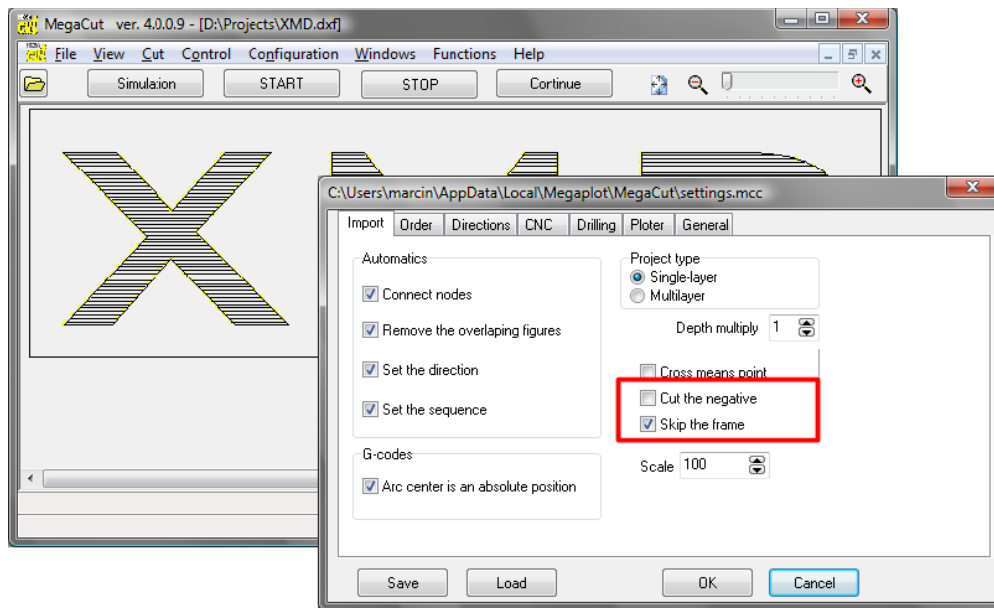 MegaCut ver. 4.0.0.9 - [D:\Projects\XMD.dxf]
File View Cut Control Configuration Windows Functions Help
Simulation START STOP Continue
XMD
C:\Users\marcin\AppData\Local\Megaplot\MegaCut\settings.mcc
Import Order Directions CNC Drilling Ploter General
Automatics
Connect nodes
Remove the overlaping figures
Set the direction
Set the sequence
G-codes
Arc center is an absolute position
Project type
Single-layer
Multilayer
Depth multiply 1
Cross means point
Cut the negative
Skip the frame
Scale 100
Save Load OK Cancel